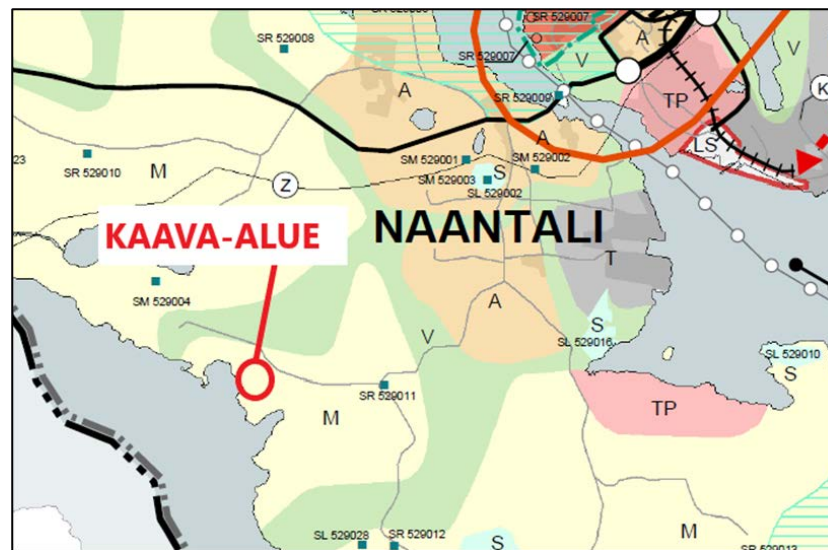 SR 529007
SR 529008
SR 529007
V
A
V
A
TP
K
SR 529009
23
SR 529010
M
SM 529001
A
SM 529002
LS
SM 529003
S
SL 529002
Z
KAAVA-ALUE
NAANTALI
SM 529004
T
A
V
S
SL 529016
SL 529010
S
SR 529011
M
TP
SL 529028
SR 529012
S
M